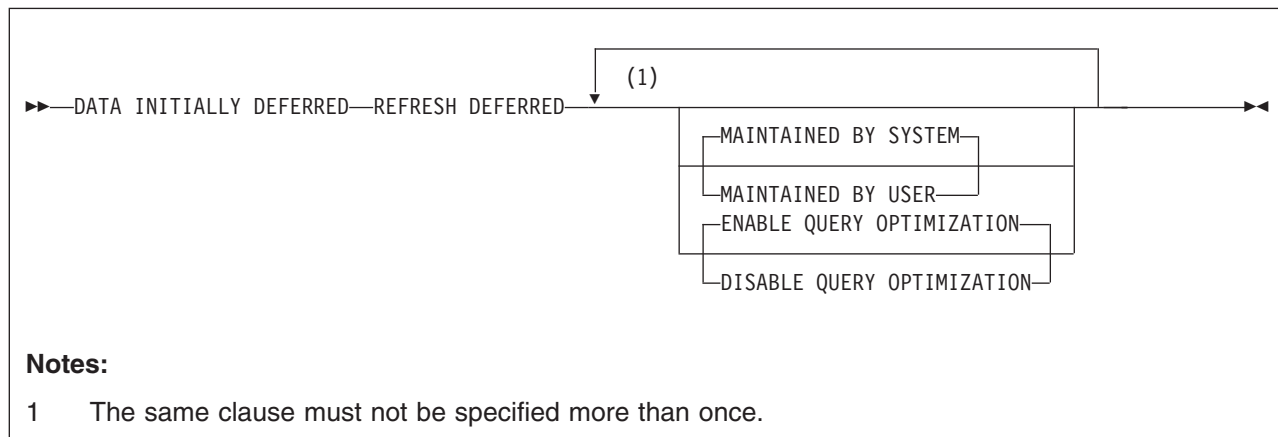 (1)
DATA INITIALLY DEFERRED REFRESH DEFERRED
MAINTAINED BY SYSTEM
MAINTAINED BY USER
ENABLE QUERY OPTIMIZATION
DISABLE QUERY OPTIMIZATION
Notes:
1 The same clause must not be specified more than once.